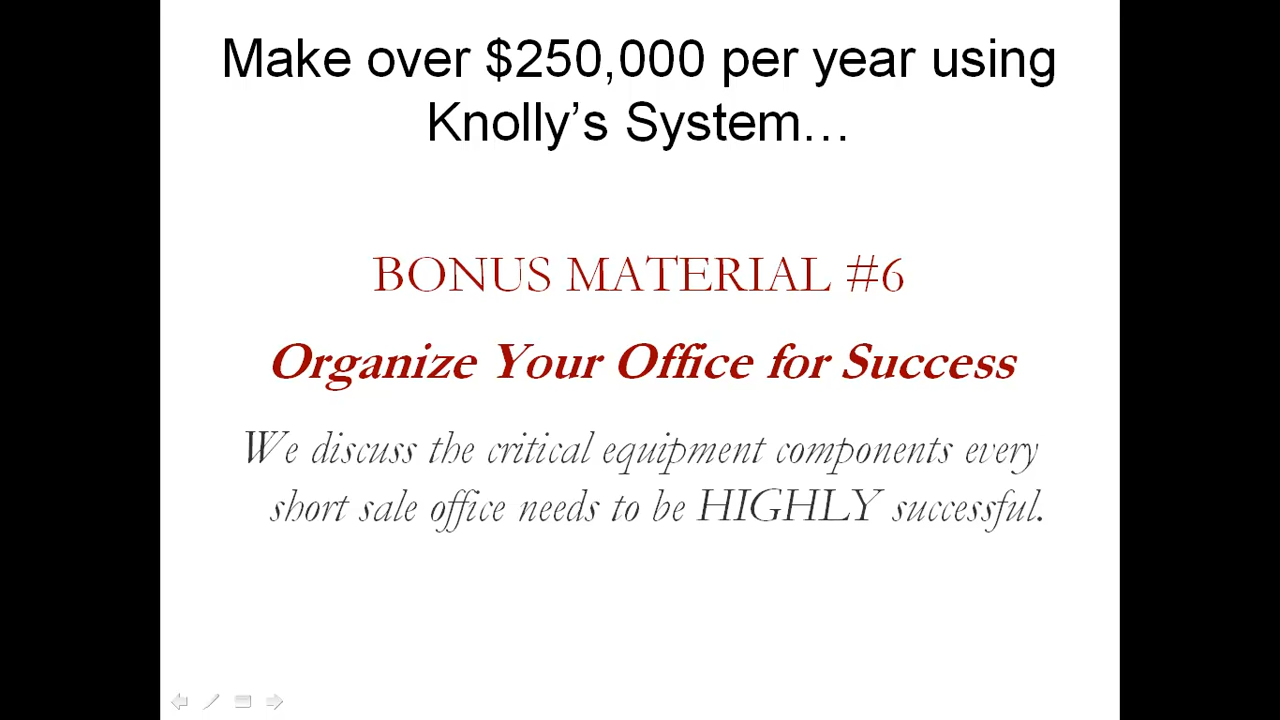 Make over $250,000 per year using
Knolly’s System…
BONUS MATERIAL #6
Organize Your Office for Success
We discuss the critical equipment components every
short sale office needs to be HIGHLY successful.